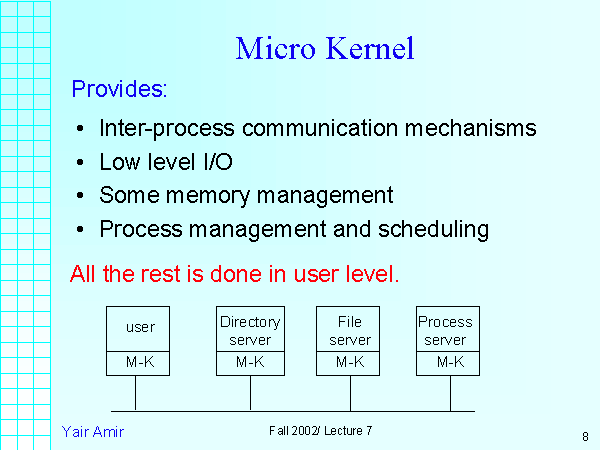 Micro Kernel
Provides:
• Inter-process communication mechanisms
• Low level I/O
• Some memory management
• Process management and scheduling
All the rest is done in user level.
user
Directory
server
File
server
Process
server
M-K
M-K
M-K
M-K
Yair Amir
Fall 2002/ Lecture 7
8